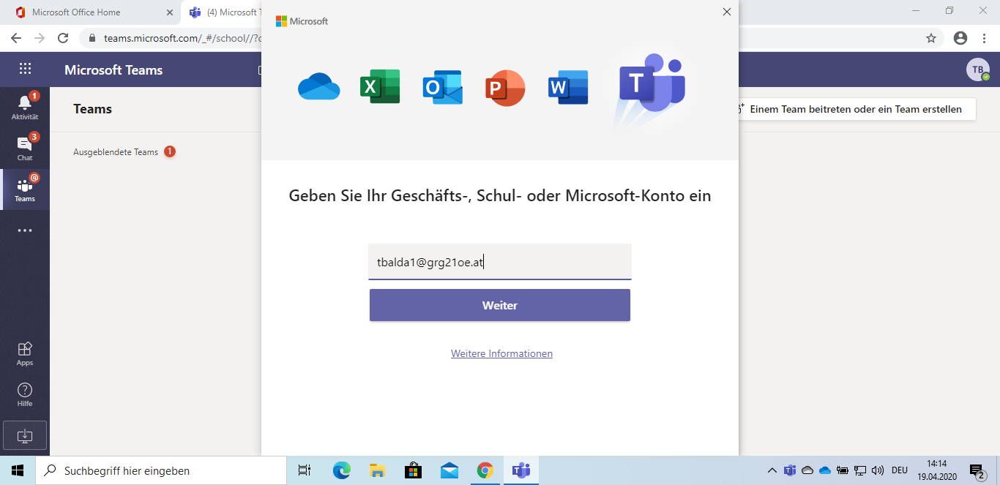 Microsoft Office Home
(4) Microsoft T
teams.microsoft.com/_#/school//?c
Microsoft Teams
TB
Microsoft
X
O
P
W
T
1
Aktivität
3
Chat
@
Teams
Apps
Hilfe
Teams
Ausgeblendete Teams 1
Einem Team beitreten oder ein Team erstellen
Geben Sie Ihr Geschäfts-, Schul- oder Microsoft-Konto ein
tbalda1@grg21oe.at
Weiter
Weitere Informationen
Suchbegriff hier eingeben
DEU
14:14
19.04.2020
2